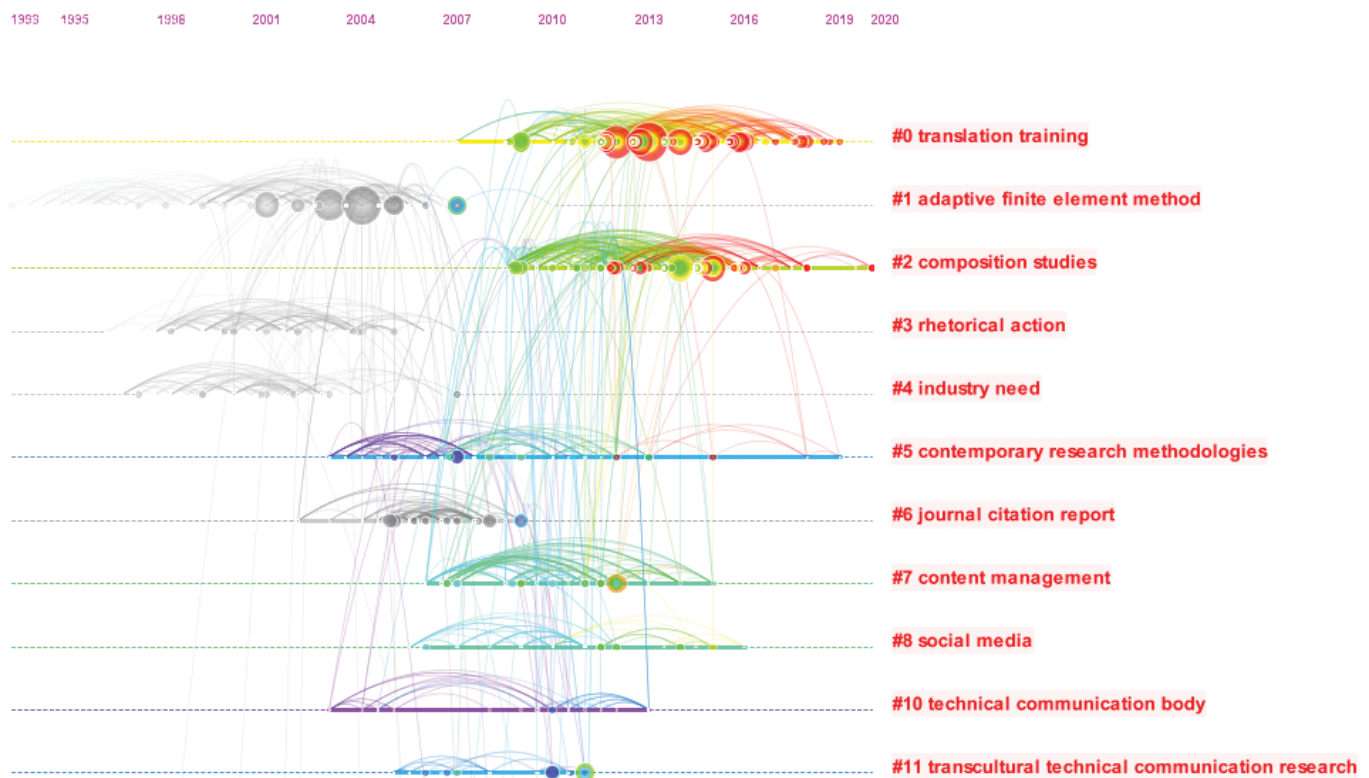 1993 1995 1998 2001 2004 2007 2010 2013 2016 2019 2020
#0 translation training
#1 adaptive finite element method
#2 composition studies
#3 rhetorical action
#4 industry need
#5 contemporary research methodologies
#6 journal citation report
#7 content management
#8 social media
#10 technical communication body
#11 transcultural technical communication research